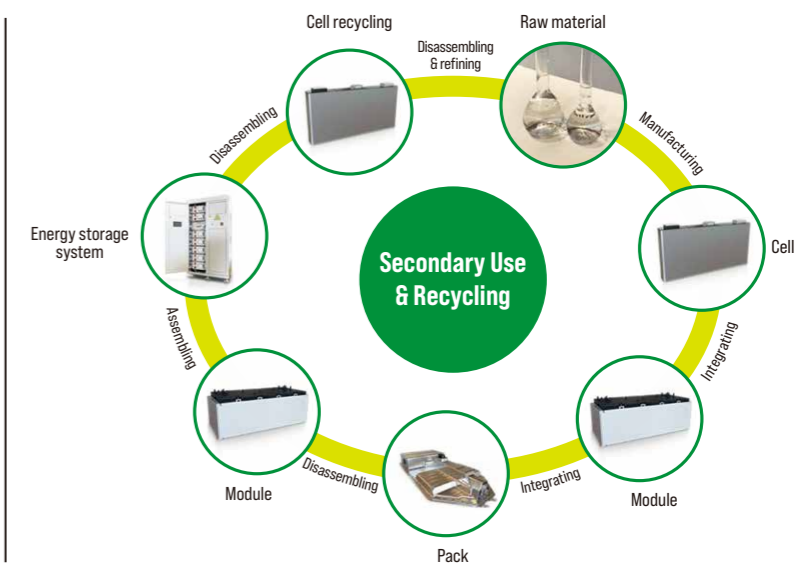 Cell recycling
Disassembling
& refining
Raw material
Manufacturing
Cell
Integrating
Module
Integrating
Pack
Disassembling
Module
Assembling
Energy storage
system
Disassembling
Secondary Use
& Recycling